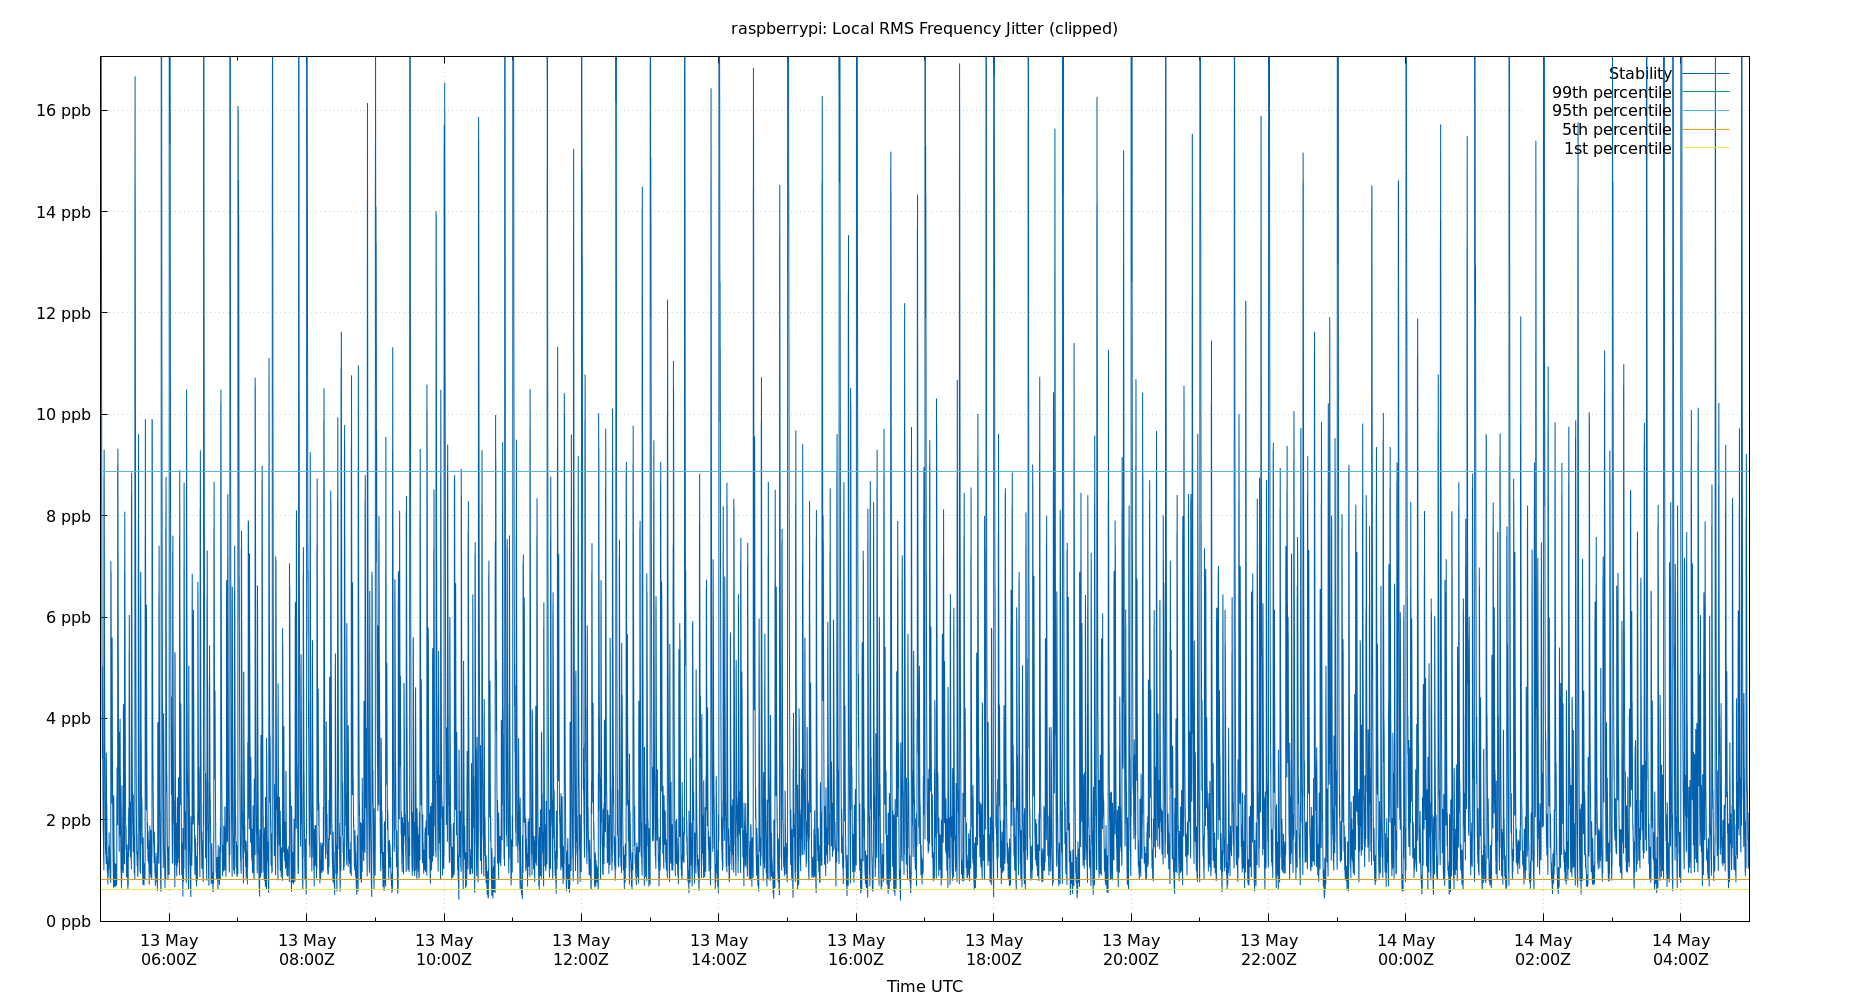 raspberrypi: Local RMS Frequency Jitter (clipped)
Stability
99th percentile
95th percentile
5th percentile
1st percentile
16 ppb
14 ppb
12 ppb
10 ppb
8 ppb
6 ppb
4 ppb
2 ppb
0 ppb
13 May 13 May 13 May 13 May 13 May 13 May 13 May 13 May 13 May 14 May 14 May 14 May
06:00Z 08:00Z 10:00Z 12:00Z 14:00Z 16:00Z 18:00Z 20:00Z 22:00Z 00:00Z 02:00Z 04:00Z
Time UTC